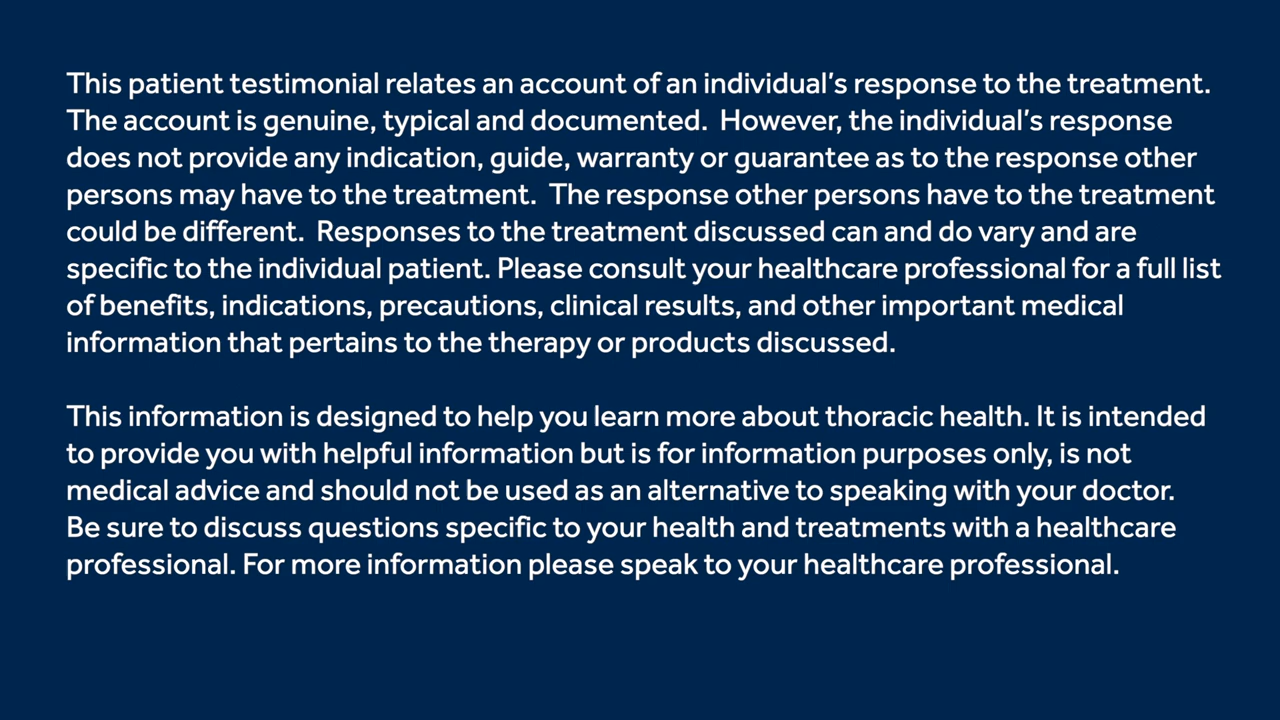 This patient testimonial relates an account of an individual’s response to the treatment.
The account is genuine, typical and documented.  However, the individual’s response
does not provide any indication, guide, warranty or guarantee as to the response other
persons may have to the treatment.  The response other persons have to the treatment
could be different.  Responses to the treatment discussed can and do vary and are
specific to the individual patient. Please consult your healthcare professional for a full list
of benefits, indications, precautions, clinical results, and other important medical
information that pertains to the therapy or products discussed.
This information is designed to help you learn more about thoracic health. It is intended
to provide you with helpful information but is for information purposes only, is not
medical advice and should not be used as an alternative to speaking with your doctor.
Be sure to discuss questions specific to your health and treatments with a healthcare
professional. For more information please speak to your healthcare professional.